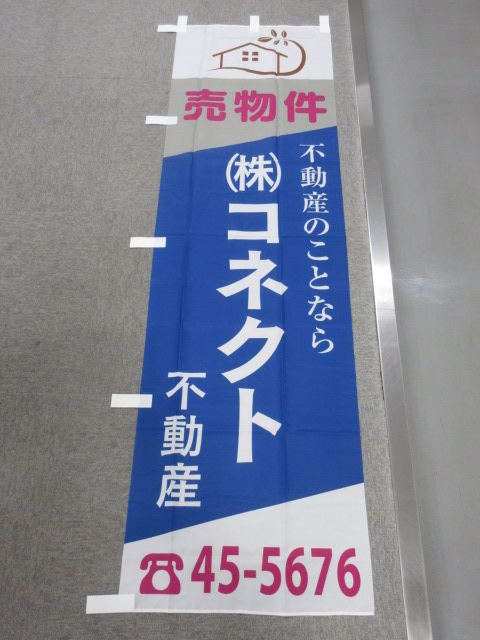 売物件
不動産のことなら
㈱コネクト
不動産
☎45-5676